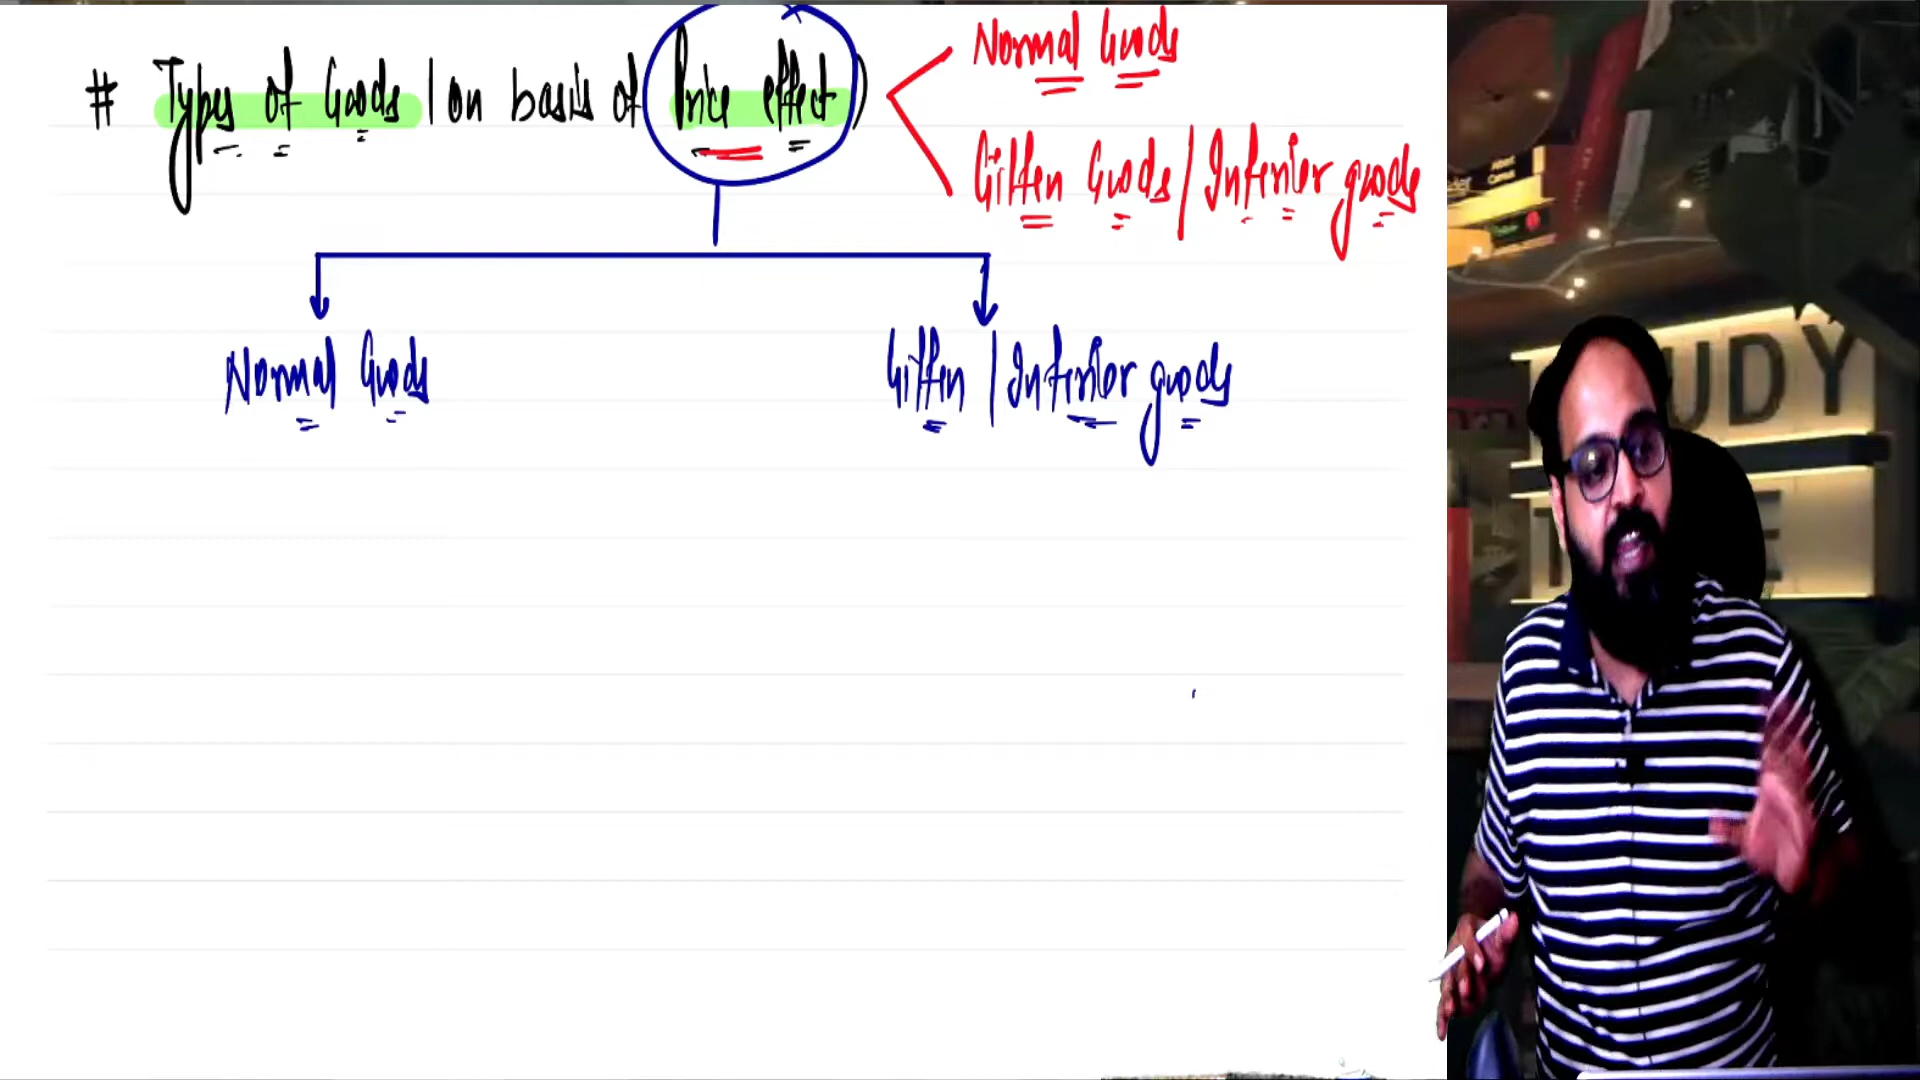 # Types of Goods (on basis of Price effect)
Normal Goods
Giffen Goods / Inferior goods
Normal Goods
Giffen / Inferior goods
UDY